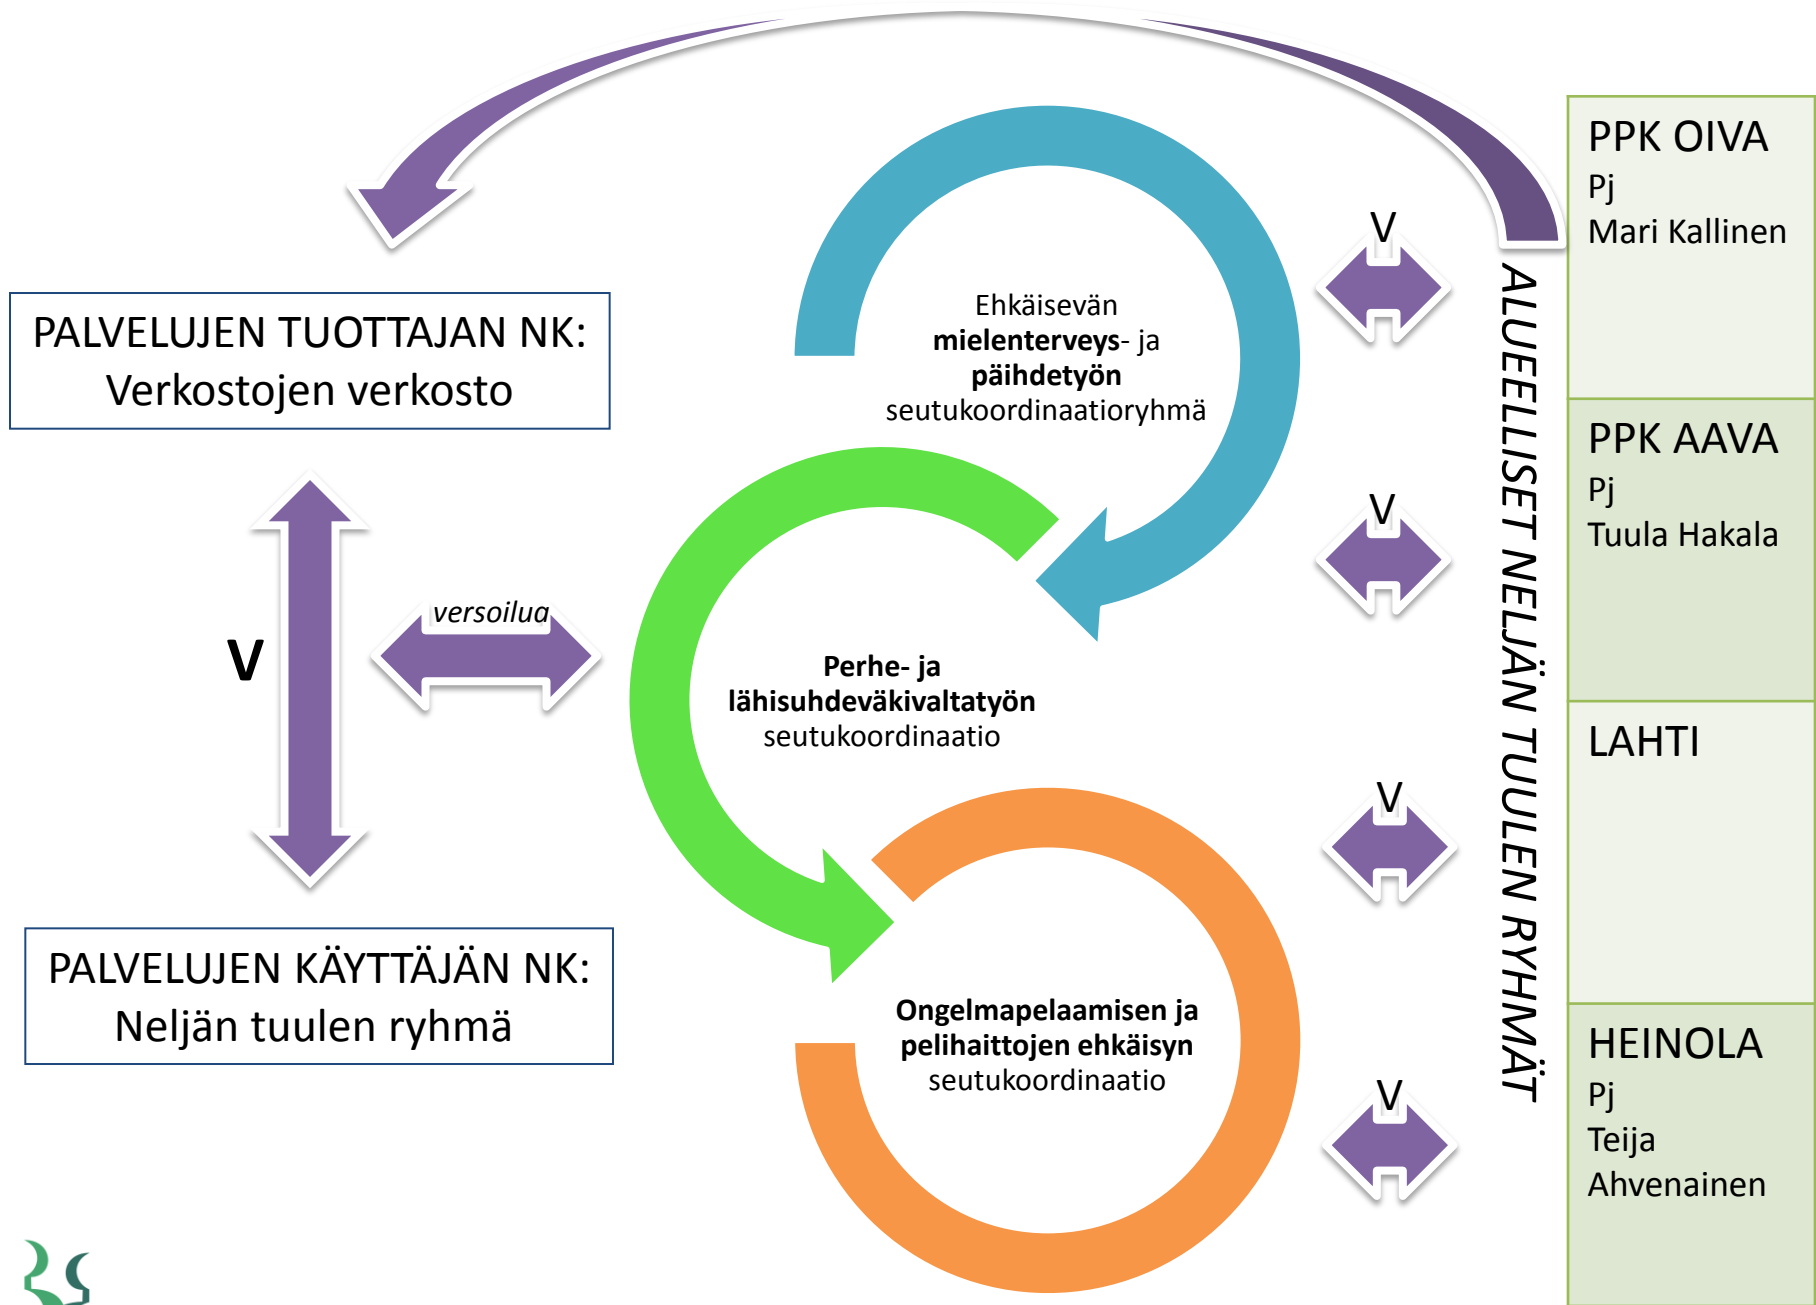 PALVELUJEN TUOTTAJAN NK:
Verkostojen verkosto
V
versoilua
PALVELUJEN KÄYTTÄJÄN NK:
Neljän tuulen ryhmä
Ehkäisevän
mielenterveys- ja
päihdetyön
seutukoordinaatioryhmä
Perhe- ja
lähisuhdeväkivaltatyön
seutukoordinaatio
Ongelmapelaamisen ja
pelihaittojen ehkäisyn
seutukoordinaatio
V
V
V
V
ALUEELLISET NELJÄN TUULEN RYHMÄT
PPK OIVA
Pj
Mari Kallinen
PPK AAVA
Pj
Tuula Hakala
LAHTI
HEINOLA
Pj
Teija
Ahvenainen